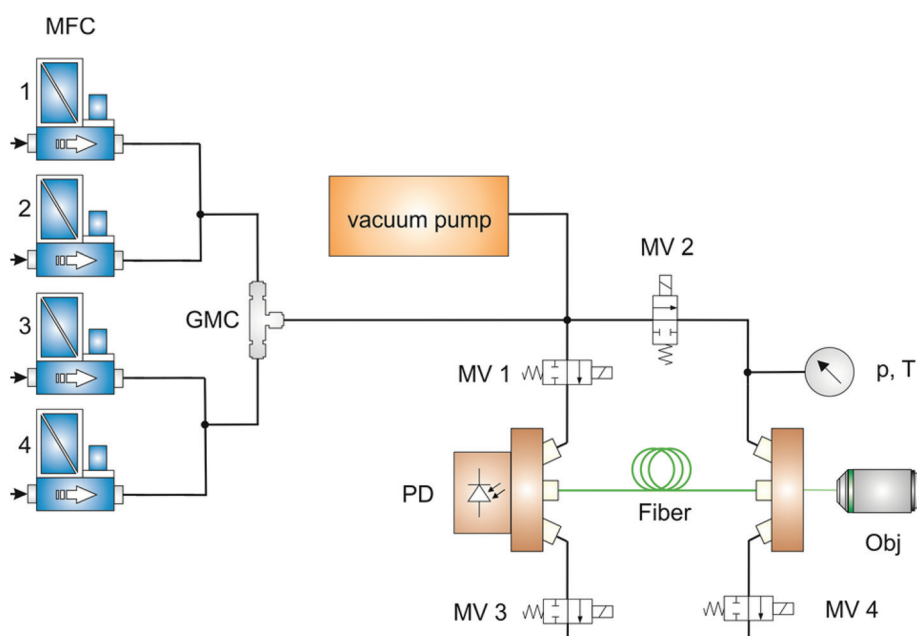 MFC
1
2
3
4
GMC
vacuum pump
MV 2
MV 1
p, T
PD
Fiber
Obj
MV 3
MV 4